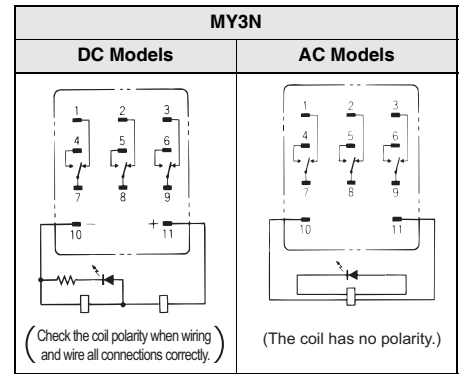 MY3N
DC Models AC Models
1 2 3 1 2 3
4 5 6 4 5 6
7 8 9 7 8 9
− +
10 11 10 11
(Check the coil polarity when wiring
and wire all connections correctly.)
(The coil has no polarity.)